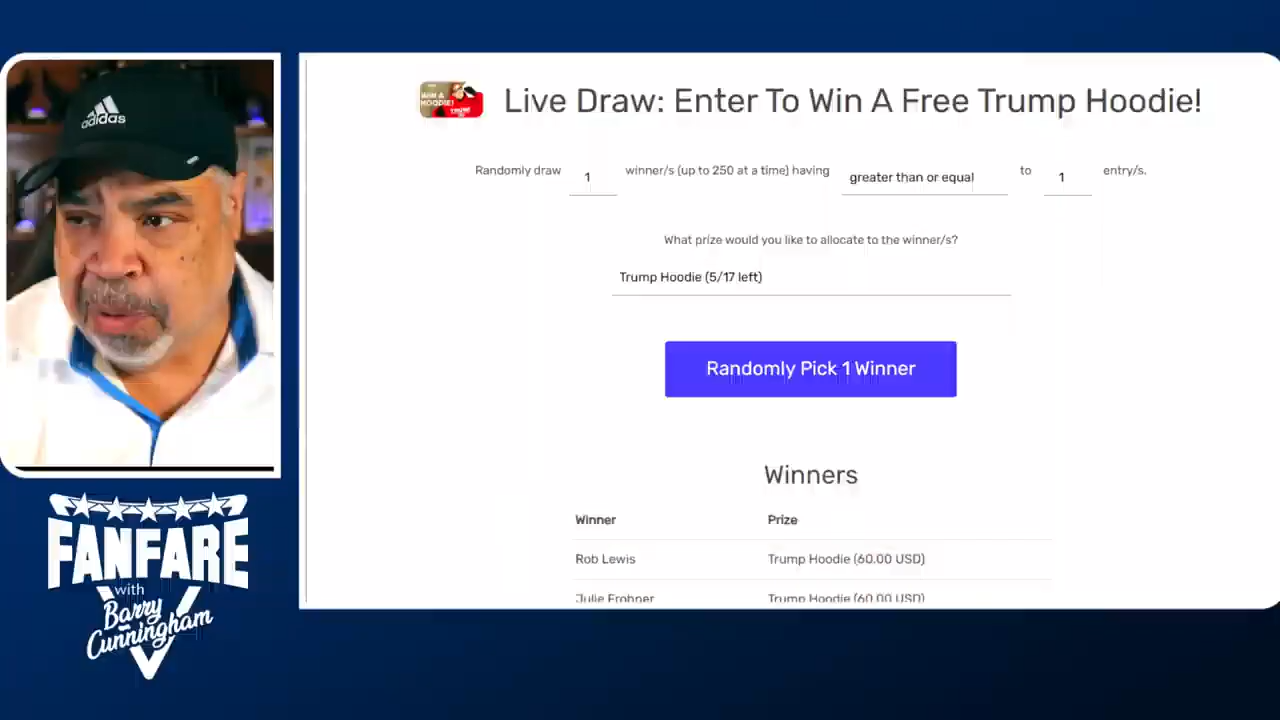 adidas
WIN A
HOODIE!
Live Draw: Enter To Win A Free Trump Hoodie!
Randomly draw 1 winner/s (up to 250 at a time) having greater than or equal to 1 entry/s.
What prize would you like to allocate to the winner/s?
Trump Hoodie (5/17 left)
Randomly Pick 1 Winner
Winners
Winner Prize
Rob Lewis Trump Hoodie (60.00 USD)
Julie Frohner Trump Hoodie (60.00 USD)
FANFARE
with
Barry
Cunningham